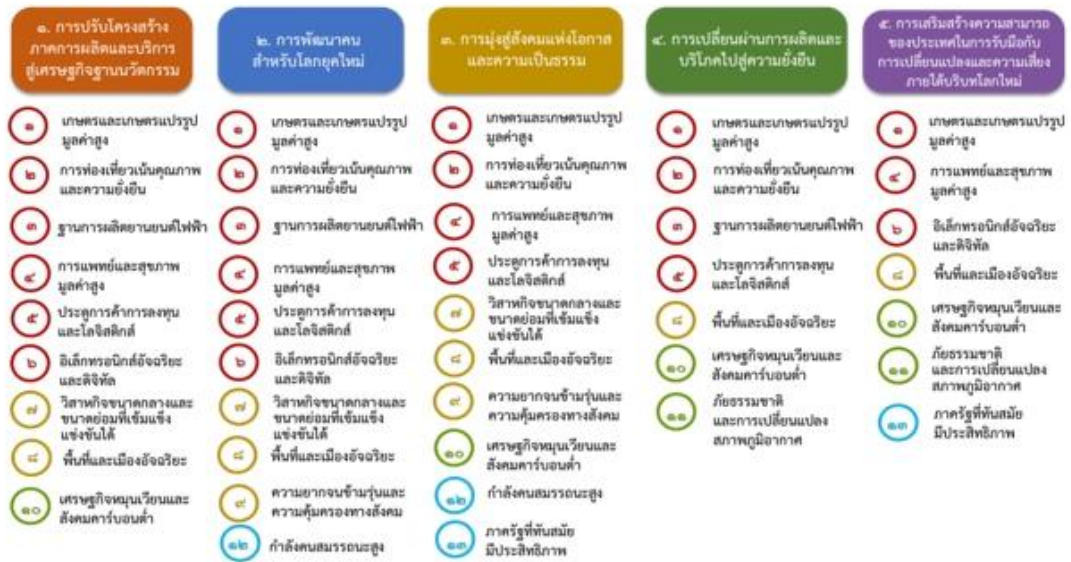 ๑. การปรับโครงสร้าง
ภาคการผลิตและบริการ
สู่เศรษฐกิจฐานนวัตกรรม
๑
เกษตรและเกษตรแปรรูป
มูลค่าสูง
๒
การท่องเที่ยวเน้นคุณภาพ
และความยั่งยืน
๓
ฐานการผลิตยานยนต์ไฟฟ้า
๔
การแพทย์และสุขภาพ
มูลค่าสูง
๕
ประตูการค้าการลงทุน
และโลจิสติกส์
๖
อิเล็กทรอนิกส์อัจฉริยะ
และดิจิทัล
๗
วิสาหกิจขนาดกลางและ
ขนาดย่อมที่เข้มแข็ง
แข่งขันได้
๘
พื้นที่และเมืองอัจฉริยะ
๑๐
เศรษฐกิจหมุนเวียนและ
สังคมคาร์บอนต่ำ
๒. การพัฒนาคน
สำหรับโลกยุคใหม่
๑
เกษตรและเกษตรแปรรูป
มูลค่าสูง
๒
การท่องเที่ยวเน้นคุณภาพ
และความยั่งยืน
๓
ฐานการผลิตยานยนต์ไฟฟ้า
๔
การแพทย์และสุขภาพ
มูลค่าสูง
๕
ประตูการค้าการลงทุน
และโลจิสติกส์
๖
อิเล็กทรอนิกส์อัจฉริยะ
และดิจิทัล
๗
วิสาหกิจขนาดกลางและ
ขนาดย่อมที่เข้มแข็ง
แข่งขันได้
๘
พื้นที่และเมืองอัจฉริยะ
๙
ความยากจนข้ามรุ่นและ
ความคุ้มครองทางสังคม
๑๒
กำลังคนสมรรถนะสูง
๓. การมุ่งสู่สังคมแห่งโอกาส
และความเป็นธรรม
๑
เกษตรและเกษตรแปรรูป
มูลค่าสูง
๒
การท่องเที่ยวเน้นคุณภาพ
และความยั่งยืน
๔
การแพทย์และสุขภาพ
มูลค่าสูง
๕
ประตูการค้าการลงทุน
และโลจิสติกส์
๗
วิสาหกิจขนาดกลางและ
ขนาดย่อมที่เข้มแข็ง
แข่งขันได้
๘
พื้นที่และเมืองอัจฉริยะ
๙
ความยากจนข้ามรุ่นและ
ความคุ้มครองทางสังคม
๑๐
เศรษฐกิจหมุนเวียนและ
สังคมคาร์บอนต่ำ
๑๒
กำลังคนสมรรถนะสูง
๑๓
ภาครัฐที่ทันสมัย
มีประสิทธิภาพ
๔. การเปลี่ยนผ่านการผลิตและ
บริโภคไปสู่ความยั่งยืน
๑
เกษตรและเกษตรแปรรูป
มูลค่าสูง
๒
การท่องเที่ยวเน้นคุณภาพ
และความยั่งยืน
๓
ฐานการผลิตยานยนต์ไฟฟ้า
๕
ประตูการค้าการลงทุน
และโลจิสติกส์
๘
พื้นที่และเมืองอัจฉริยะ
๑๐
เศรษฐกิจหมุนเวียนและ
สังคมคาร์บอนต่ำ
๑๑
ภัยธรรมชาติ
และการเปลี่ยนแปลง
สภาพภูมิอากาศ
๕. การเสริมสร้างความสามารถ
ของประเทศในการรับมือกับ
การเปลี่ยนแปลงและความเสี่ยง
ภายใต้บริบทโลกใหม่
๑
เกษตรและเกษตรแปรรูป
มูลค่าสูง
๔
การแพทย์และสุขภาพ
มูลค่าสูง
๖
อิเล็กทรอนิกส์อัจฉริยะ
และดิจิทัล
๘
พื้นที่และเมืองอัจฉริยะ
๑๐
เศรษฐกิจหมุนเวียนและ
สังคมคาร์บอนต่ำ
๑๑
ภัยธรรมชาติ
และการเปลี่ยนแปลง
สภาพภูมิอากาศ
๑๓
ภาครัฐที่ทันสมัย
มีประสิทธิภาพ